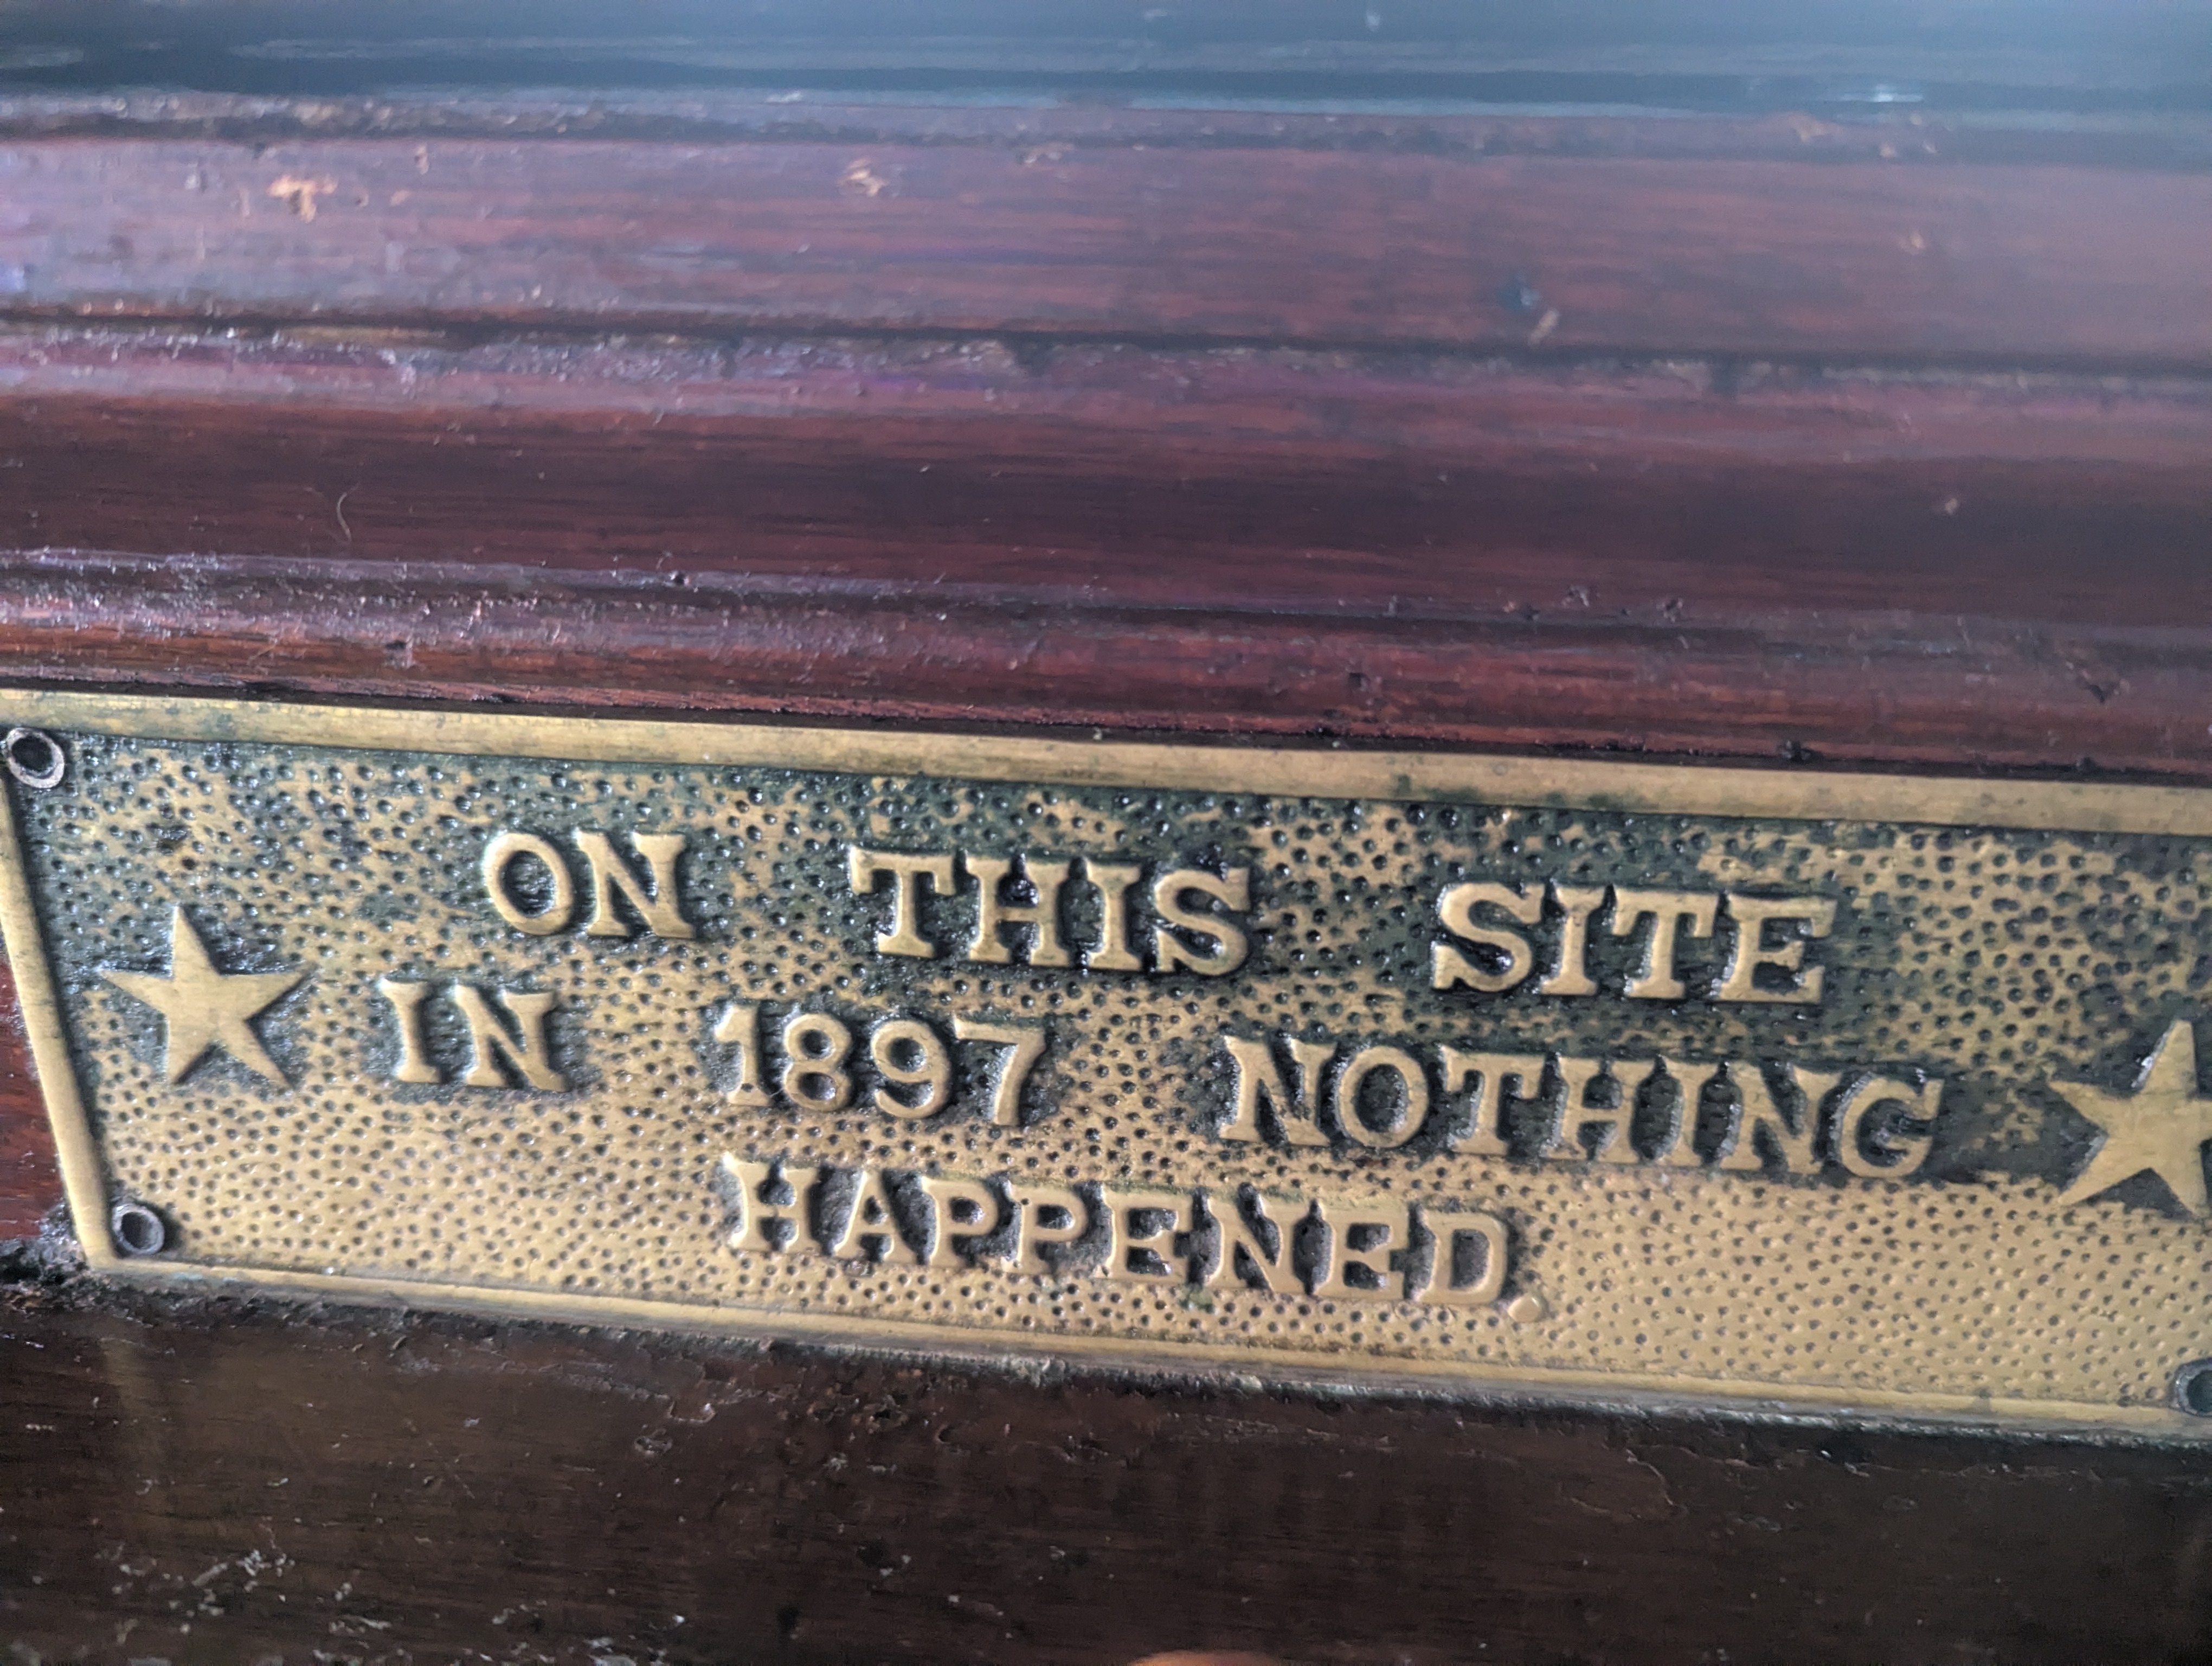 ON THIS SITE
IN 1897 NOTHING
HAPPENED.